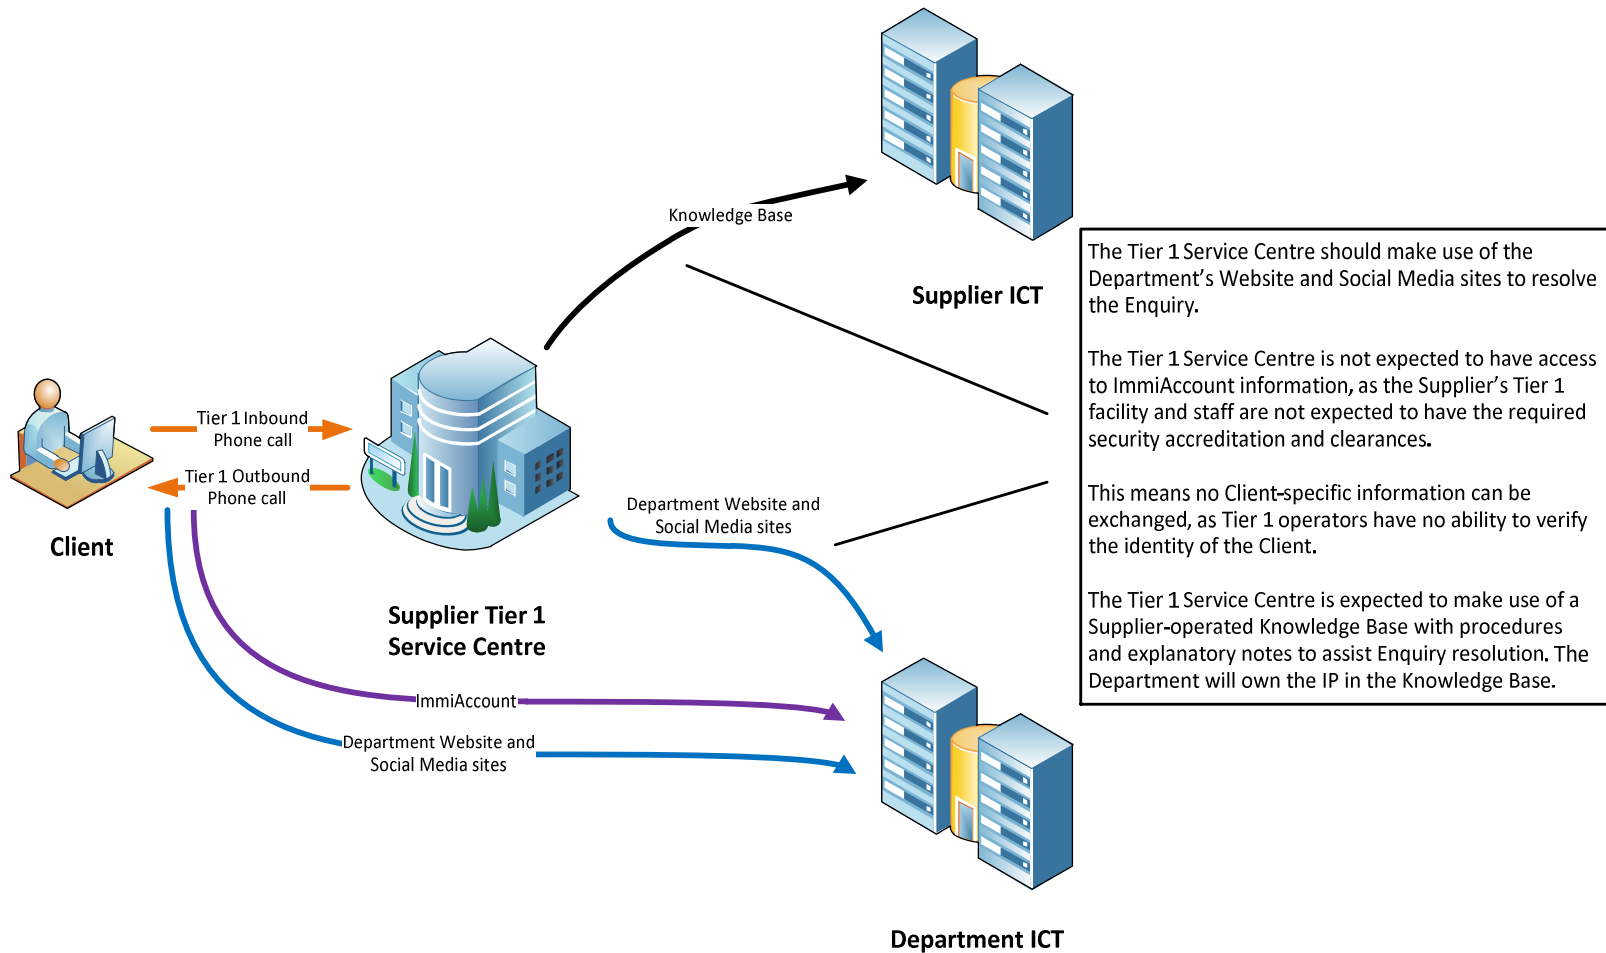 Knowledge Base
Supplier ICT
The Tier 1 Service Centre should make use of the
Department’s Website and Social Media sites to resolve
the Enquiry.
The Tier 1 Service Centre is not expected to have access
to ImmiAccount information, as the Supplier’s Tier 1
facility and staff are not expected to have the required
security accreditation and clearances.
This means no Client-specific information can be
exchanged, as Tier 1 operators have no ability to verify
the identity of the Client.
The Tier 1 Service Centre is expected to make use of a
Supplier-operated Knowledge Base with procedures
and explanatory notes to assist Enquiry resolution. The
Department will own the IP in the Knowledge Base.
Tier 1 Inbound
Phone call
Tier 1 Outbound
Phone call
Client
Department Website and
Social Media sites
Supplier Tier 1
Service Centre
ImmiAccount
Department Website and
Social Media sites
Department ICT